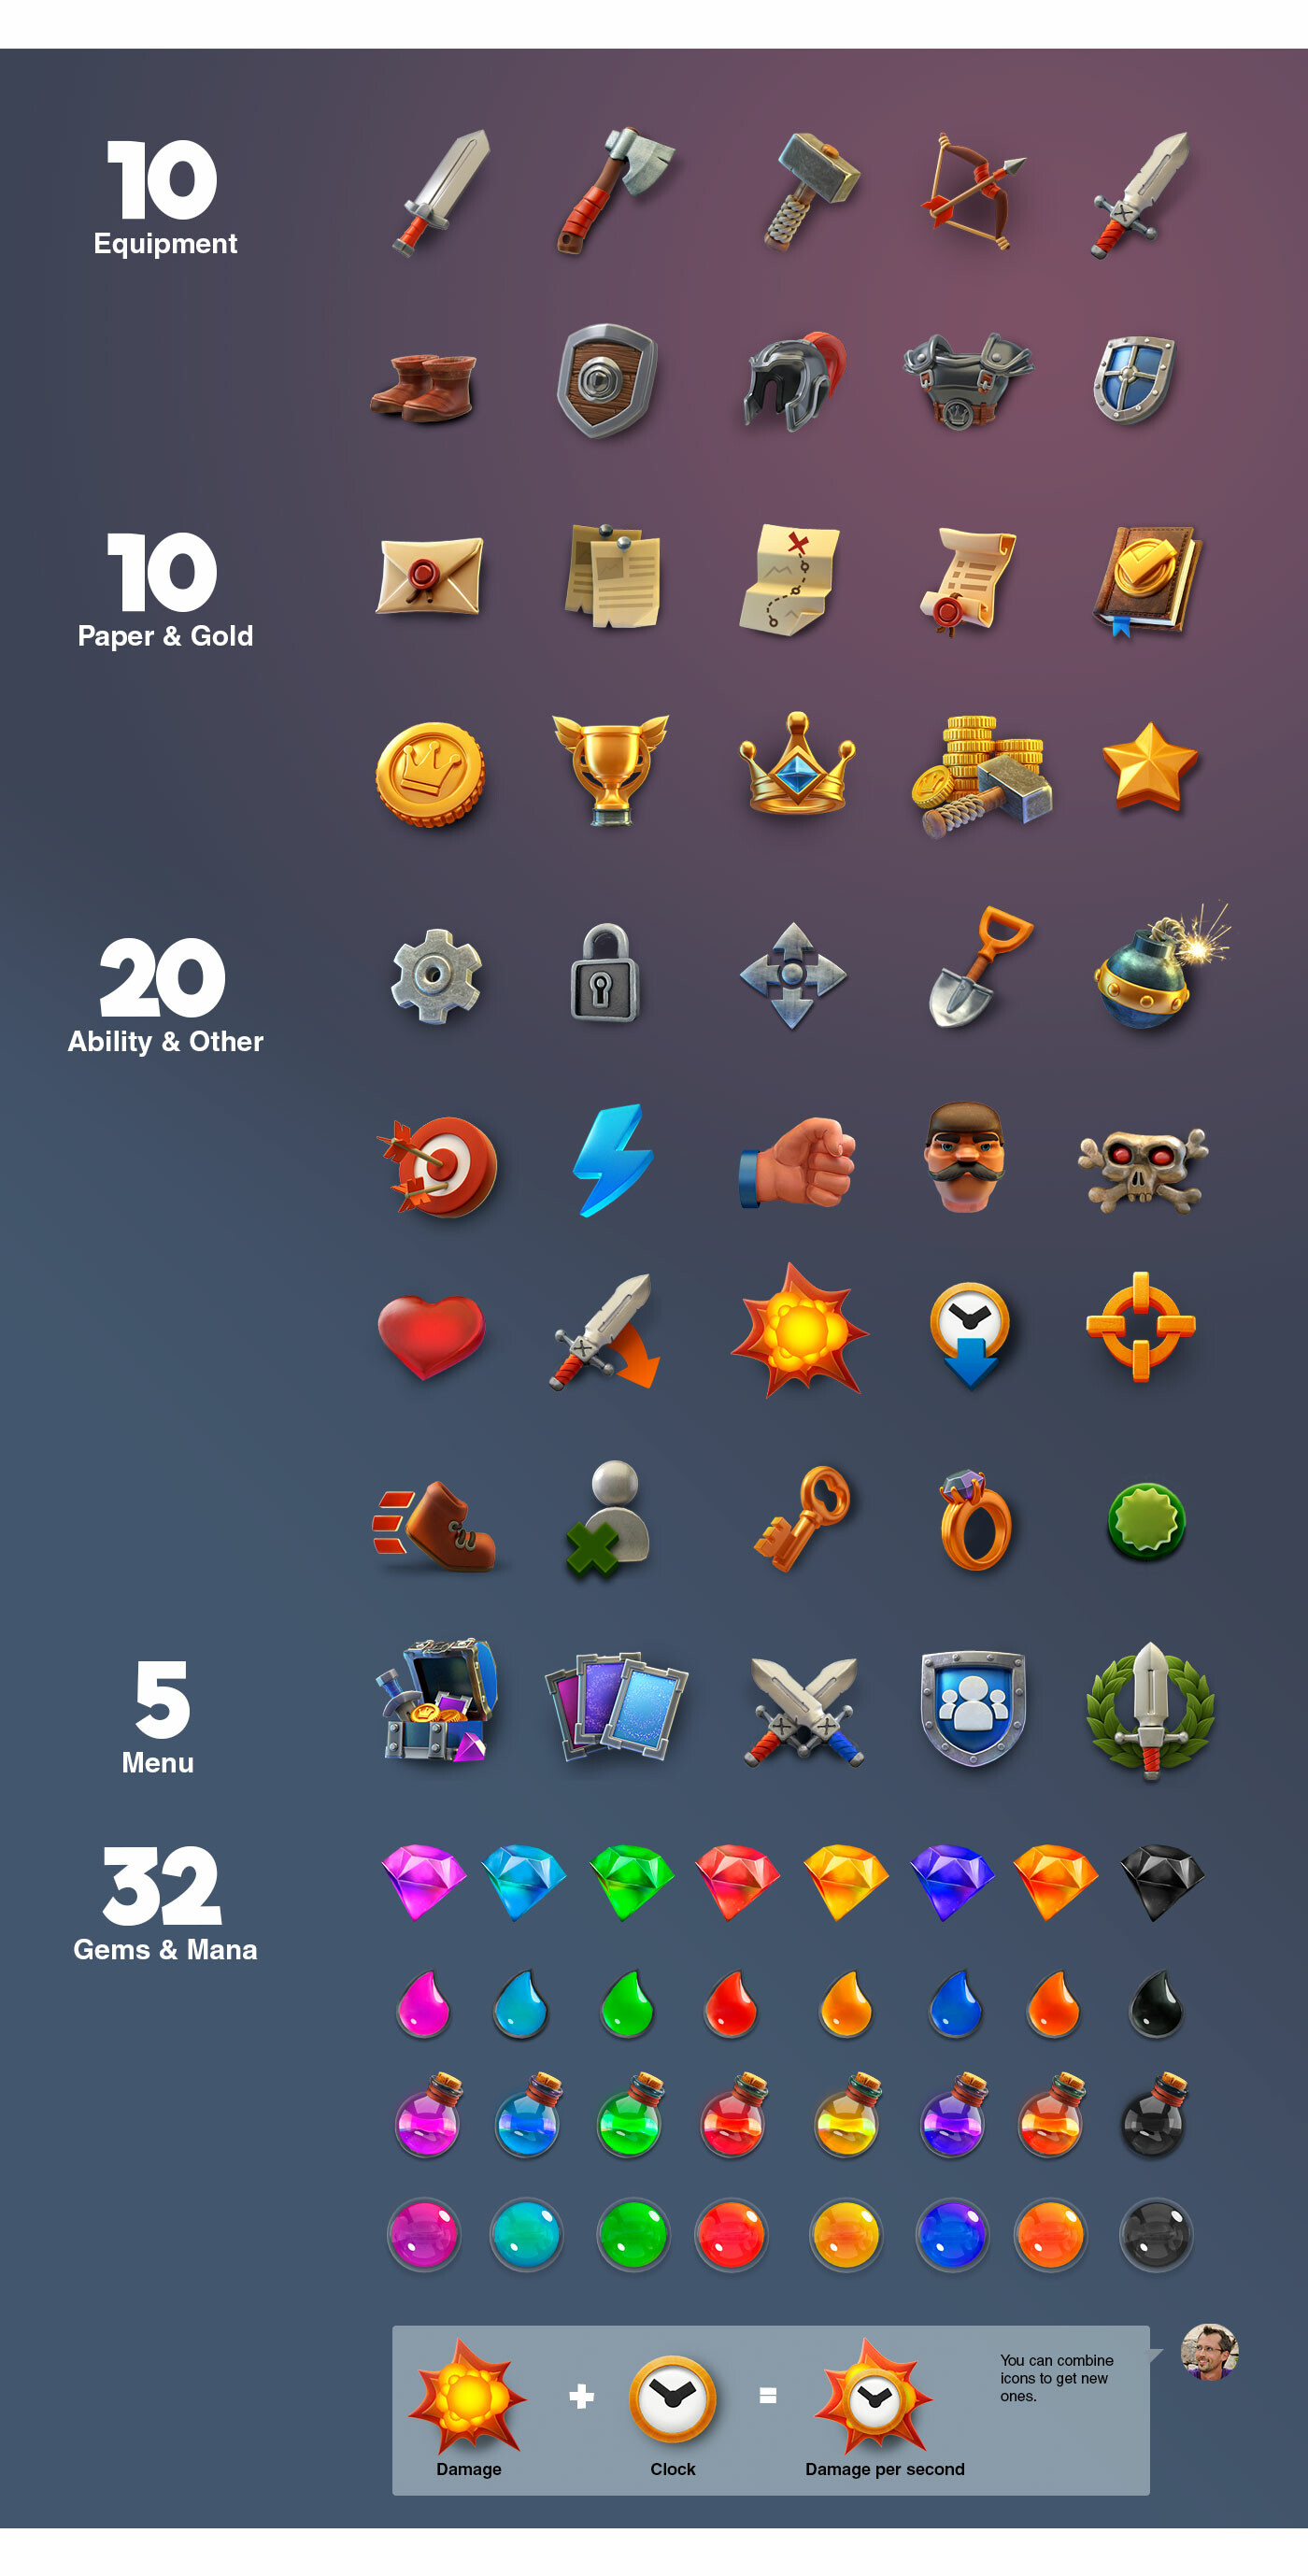 10
Equipment
10
Paper & Gold
20
Ability & Other
5
Menu
32
Gems & Mana
You can combine
icons to get new
ones.
+
=
Damage
Clock
Damage per second